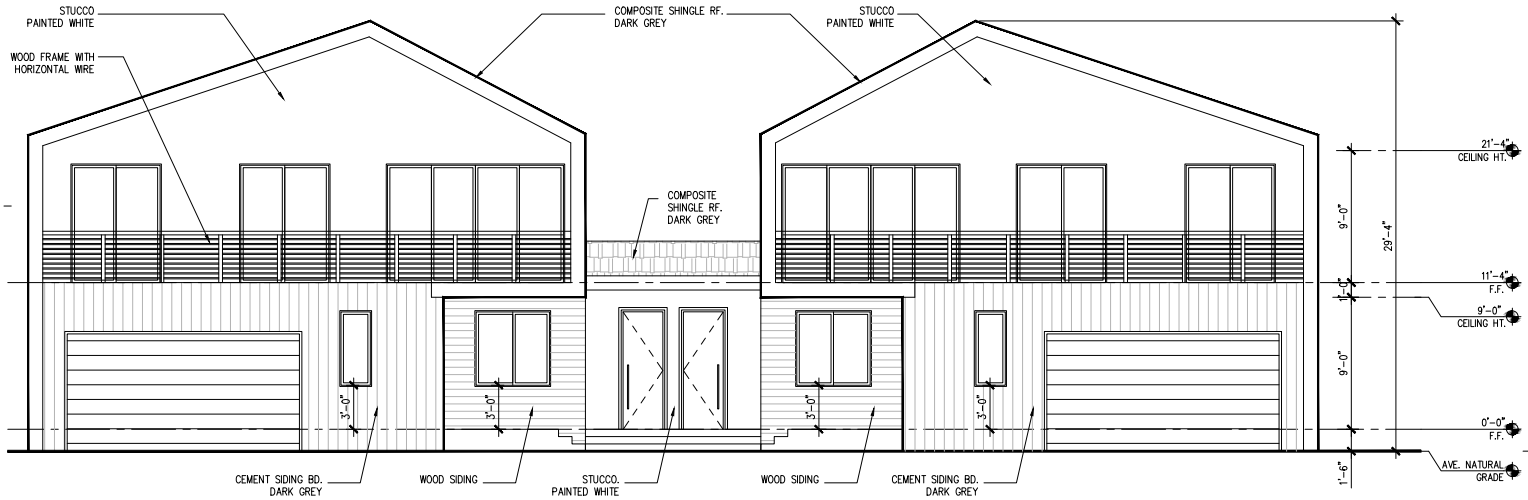 STUCCO
PAINTED WHITE
COMPOSITE SHINGLE RF.
DARK GREY
STUCCO
PAINTED WHITE
WOOD FRAME WITH
HORIZONTAL WIRE
21'-4"
CEILING HT.
COMPOSITE
SHINGLE RF.
DARK GREY
9'-0"
29'-4"
11'-4"
F.F.
1'-0"
9'-0"
CEILING HT.
9'-0"
3'-0"
3'-0"
3'-0"
3'-0"
0'-0"
F.F.
1'-6"
AVE. NATURAL
GRADE
CEMENT SIDING BD.
DARK GREY
WOOD SIDING
STUCCO.
PAINTED WHITE
WOOD SIDING
CEMENT SIDING BD.
DARK GREY